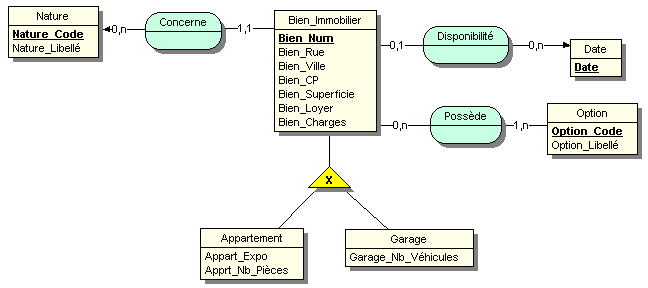 Nature
Nature_Code
Nature_Libellé
0,n
Concerne
1,1
Bien_Immobilier
Bien_Num
Bien_Rue
Bien_Ville
Bien_CP
Bien_Superficie
Bien_Loyer
Bien_Charges
0,1
Disponibilité
0,n
Date
Date
0,n
Possède
1,n
Option
Option_Code
Option_Libellé
X
Appartement
Appart_Expo
Apprt_Nb_Pièces
Garage
Garage_Nb_Véhicules